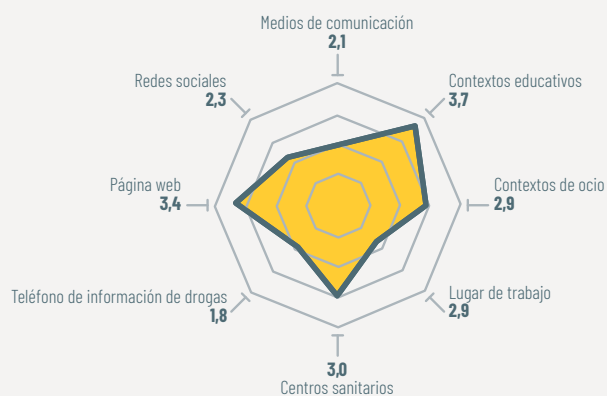 Medios de comunicación
2,1
Contextos educativos
3,7
Contextos de ocio
2,9
Lugar de trabajo
2,9
3,0
Centros sanitarios
Teléfono de información de drogas
1,8
Página web
3,4
Redes sociales
2,3